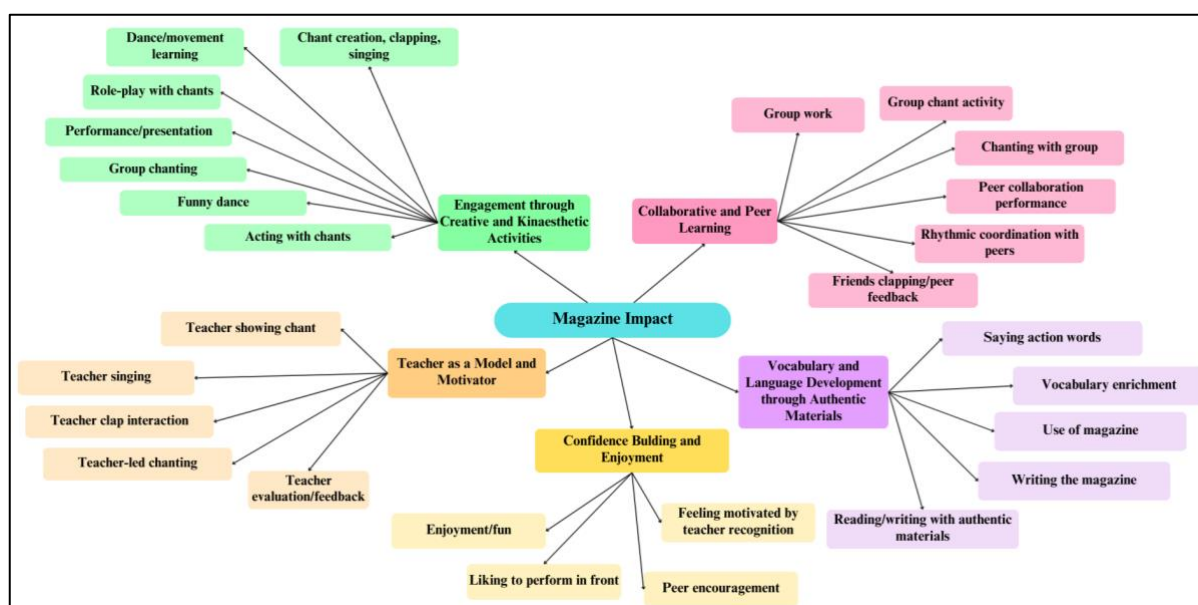 Dance/movement
learning
Chant creation, clapping,
singing
Role-play with chants
Performance/presentation
Group chanting
Funny dance
Acting with chants
Engagement through
Creative and Kinaesthetic
Activities
Group work
Group chant activity
Chanting with group
Peer collaboration
performance
Rhythmic coordination with
peers
Friends clapping/peer
feedback
Collaborative and Peer
Learning
Magazine Impact
Teacher showing chant
Teacher singing
Teacher clap interaction
Teacher-led chanting
Teacher
evaluation/feedback
Teacher as a Model and
Motivator
Confidence Bulding and
Enjoyment
Enjoyment/fun
Liking to perform in front
Peer encouragement
Feeling motivated by
teacher recognition
Vocabulary and
Language Development
through Authentic
Materials
Saying action words
Vocabulary enrichment
Use of magazine
Writing the magazine
Reading/writing with authentic
materials